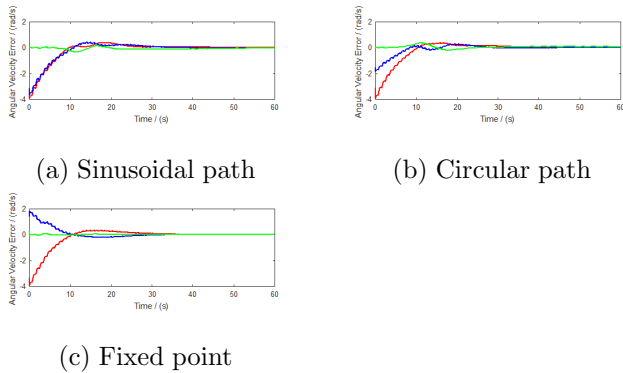 Angular Velocity Error / (rad/s)
2
0
-2
-4
0 10 20 30 40 50 60
Time / (s)
(a) Sinusoidal path
Angular Velocity Error / (rad/s)
2
0
-2
-4
0 10 20 30 40 50 60
Time / (s)
(b) Circular path
Angular Velocity Error / (rad/s)
2
0
-2
-4
0 10 20 30 40 50 60
Time / (s)
(c) Fixed point